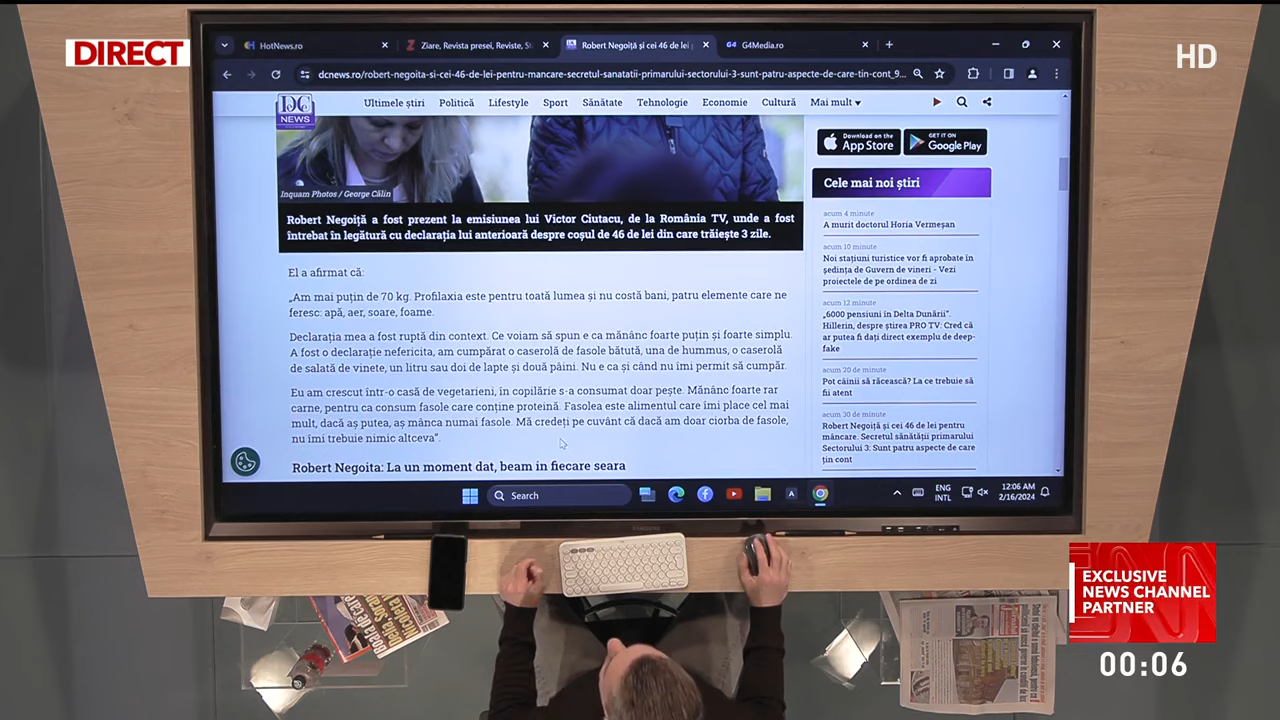 DIRECT
HD
HotNews.ro
Ziare, Revista presei, Reviste, St
Robert Negoiță și cei 46 de lei
G4Media.ro
dcnews.ro/robert-negoita-si-cei-46-de-lei-pentru-mancare-secretul-sanatatii-primarului-sectorului-3-sunt-patru-aspecte-de-care-tin-cont_9...
DC
NEWS
Ultimele știri Politică Lifestyle Sport Sănătate Tehnologie Economie Cultură Mai mult
Inquam Photos / George Călin
Robert Negoiță a fost prezent la emisiunea lui Victor Ciutacu, de la România TV, unde a fost
întrebat în legătură cu declarația lui anterioară despre coșul de 46 de lei din care trăiește 3 zile.
El a afirmat că:
„Am mai puțin de 70 kg. Profilaxia este pentru toată lumea și nu costă bani, patru elemente care ne
feresc: apă, aer, soare, foame.
Declarația mea a fost ruptă din context. Ce voiam să spun e ca mănânc foarte puțin și foarte simplu.
A fost o declarație nefericita, am cumpărat o caserolă de fasole bătută, una de hummus, o caserolă
de salată de vinete, un litru sau doi de lapte și două pâini. Nu e ca și când nu îmi permit să cumpăr.
Eu am crescut într-o casă de vegetarieni, în copilărie s-a consumat doar pește. Mănânc foarte rar
carne, pentru ca consum fasole care conține proteină. Fasolea este alimentul care îmi place cel mai
mult, dacă aș putea, aș mânca numai fasole. Mă credeți pe cuvânt că dacă am doar ciorba de fasole,
nu îmi trebuie nimic altceva”.
Robert Negoita: La un moment dat, beam in fiecare seara
Download on the
App Store
GET IT ON
Google Play
Cele mai noi știri
acum 4 minute
A murit doctorul Horia Vermeșan
acum 10 minute
Noi stațiuni turistice vor fi aprobate în
ședința de Guvern de vineri - Vezi
proiectele de pe ordinea de zi
acum 12 minute
„6000 pensiuni în Delta Dunării”.
Hillerin, despre știrea PRO TV: Cred că
ar putea fi dați direct exemplu de deep-
fake
acum 20 de minute
Pot câinii să răcească? La ce trebuie să
fii atent
acum 30 de minute
Robert Negoiță și cei 46 de lei pentru
mâncare. Secretul sănătății primarului
Sectorului 3: Sunt patru aspecte de care
țin cont
Search
ENG
INTL
12:06 AM
2/16/2024
SAMSUNG
EXCLUSIVE
NEWS CHANNEL
PARTNER
00:06